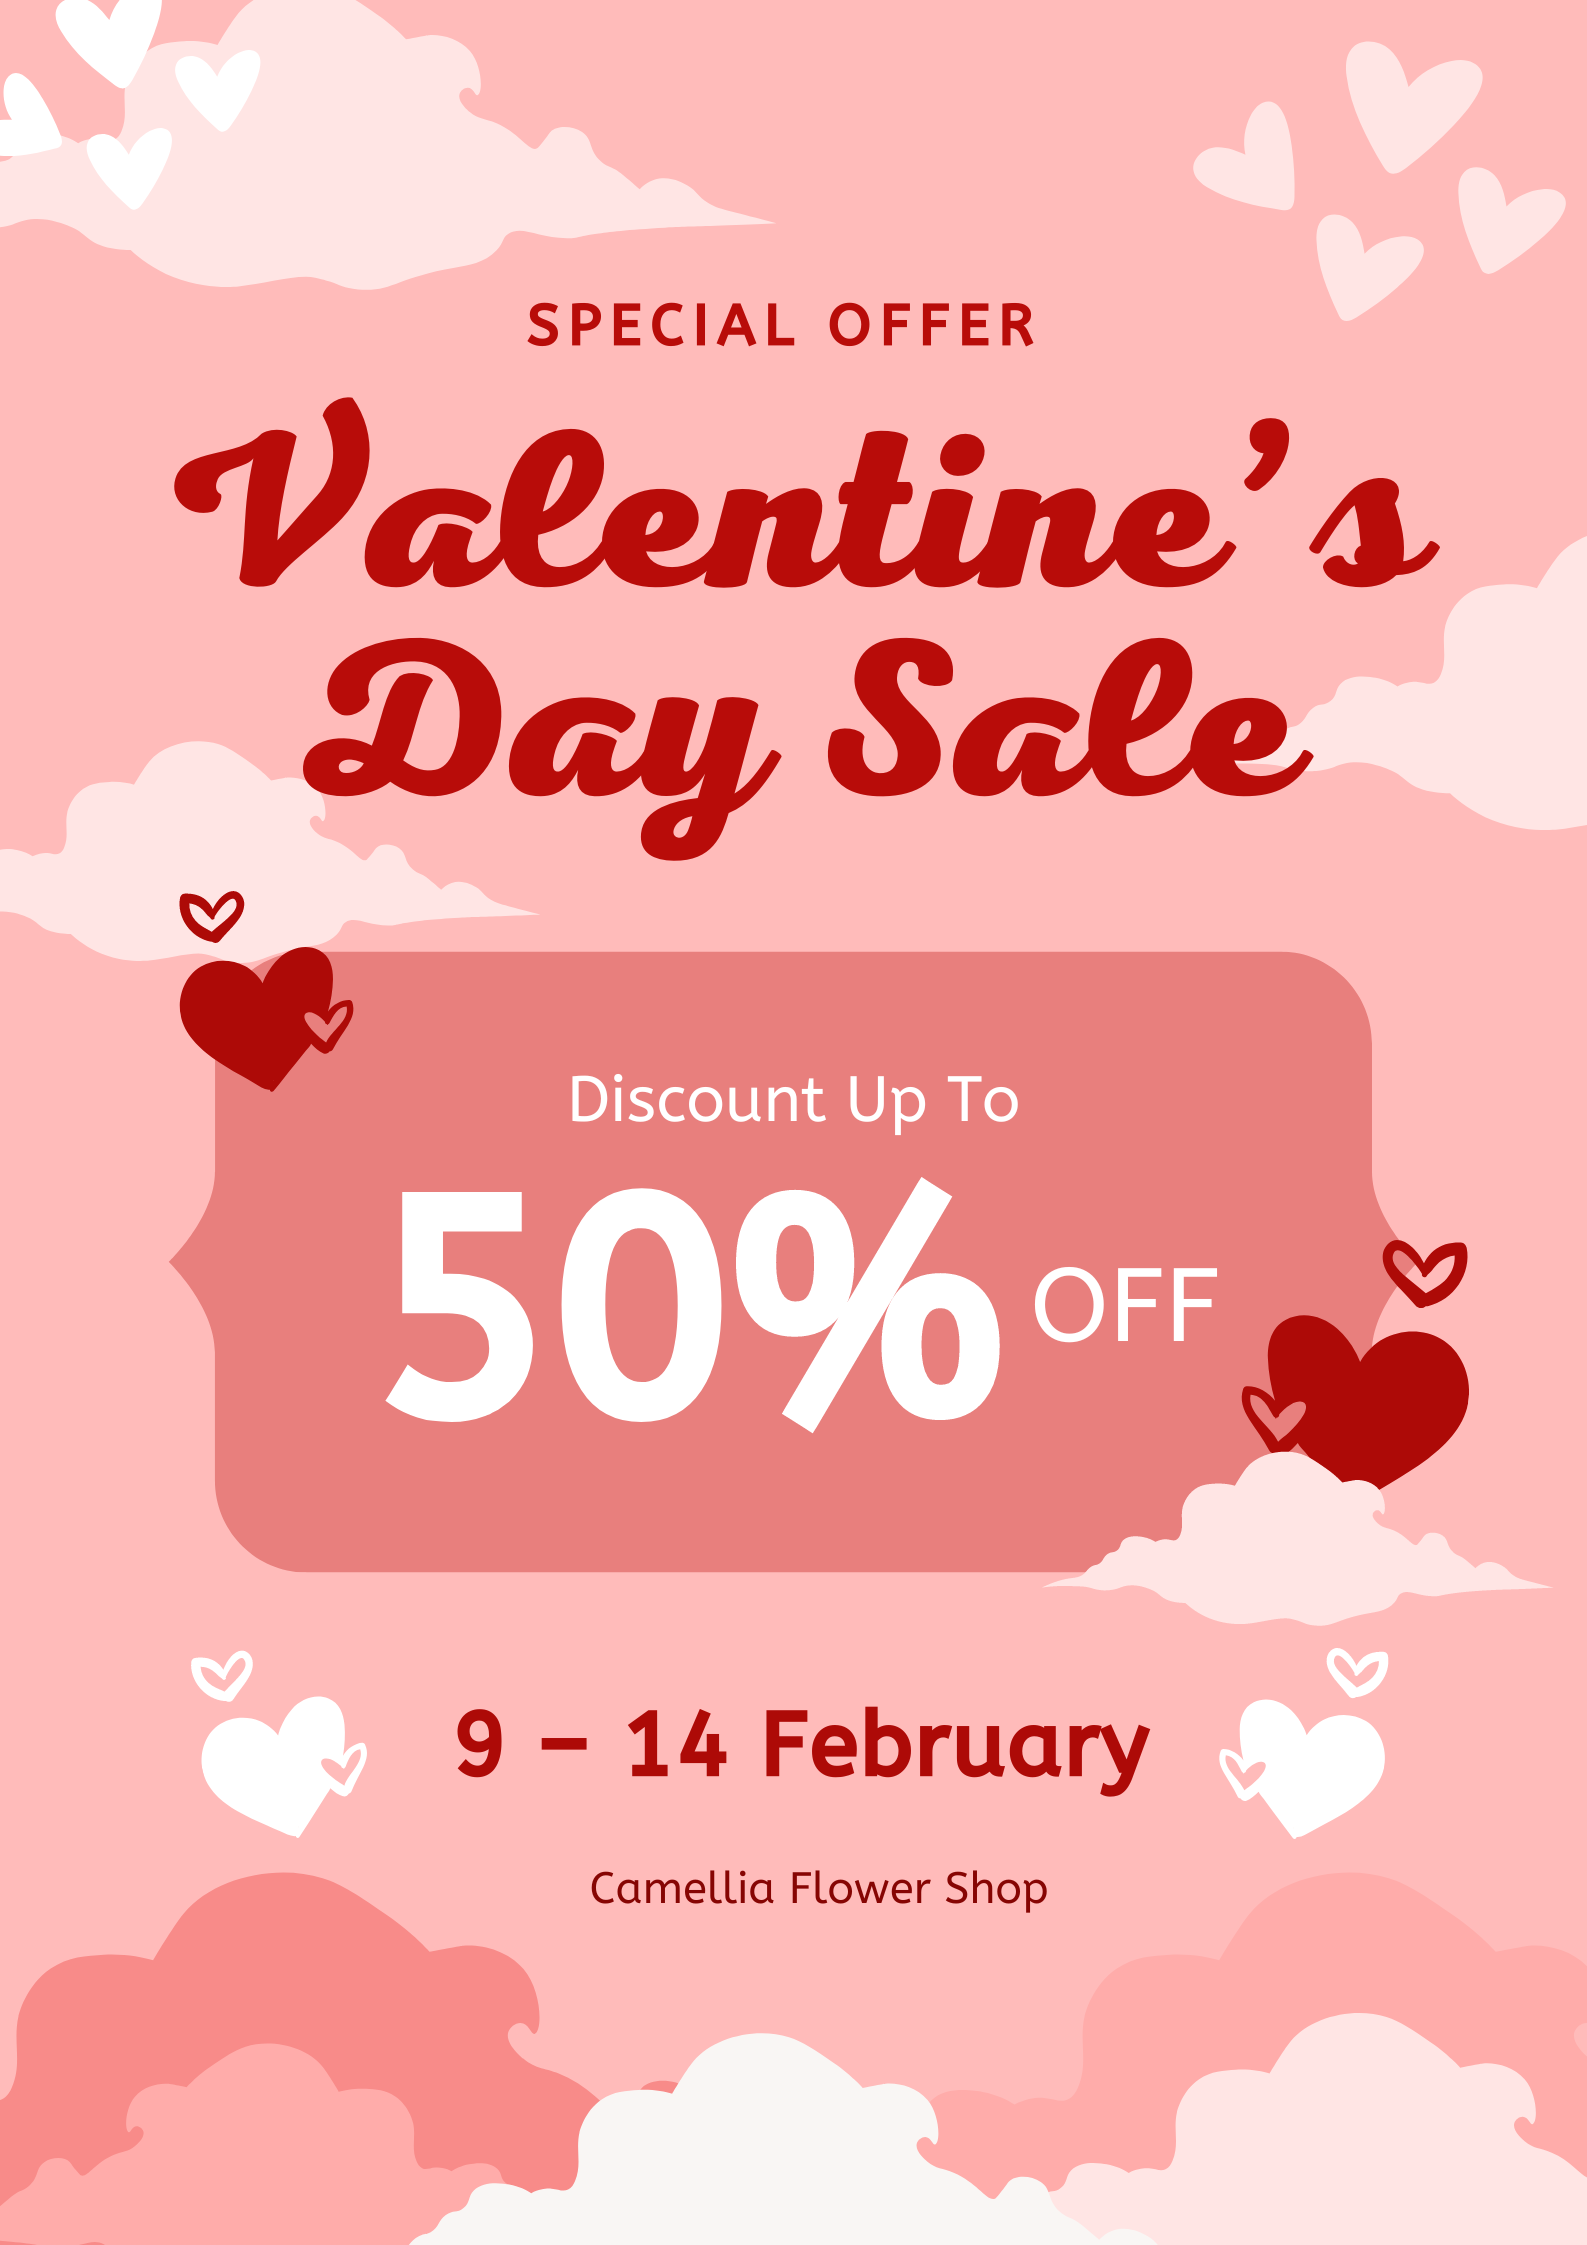 SPECIAL OFFER
Valentine’s
Day Sale
Discount Up To
50% OFF
9 – 14 February
Camellia Flower Shop